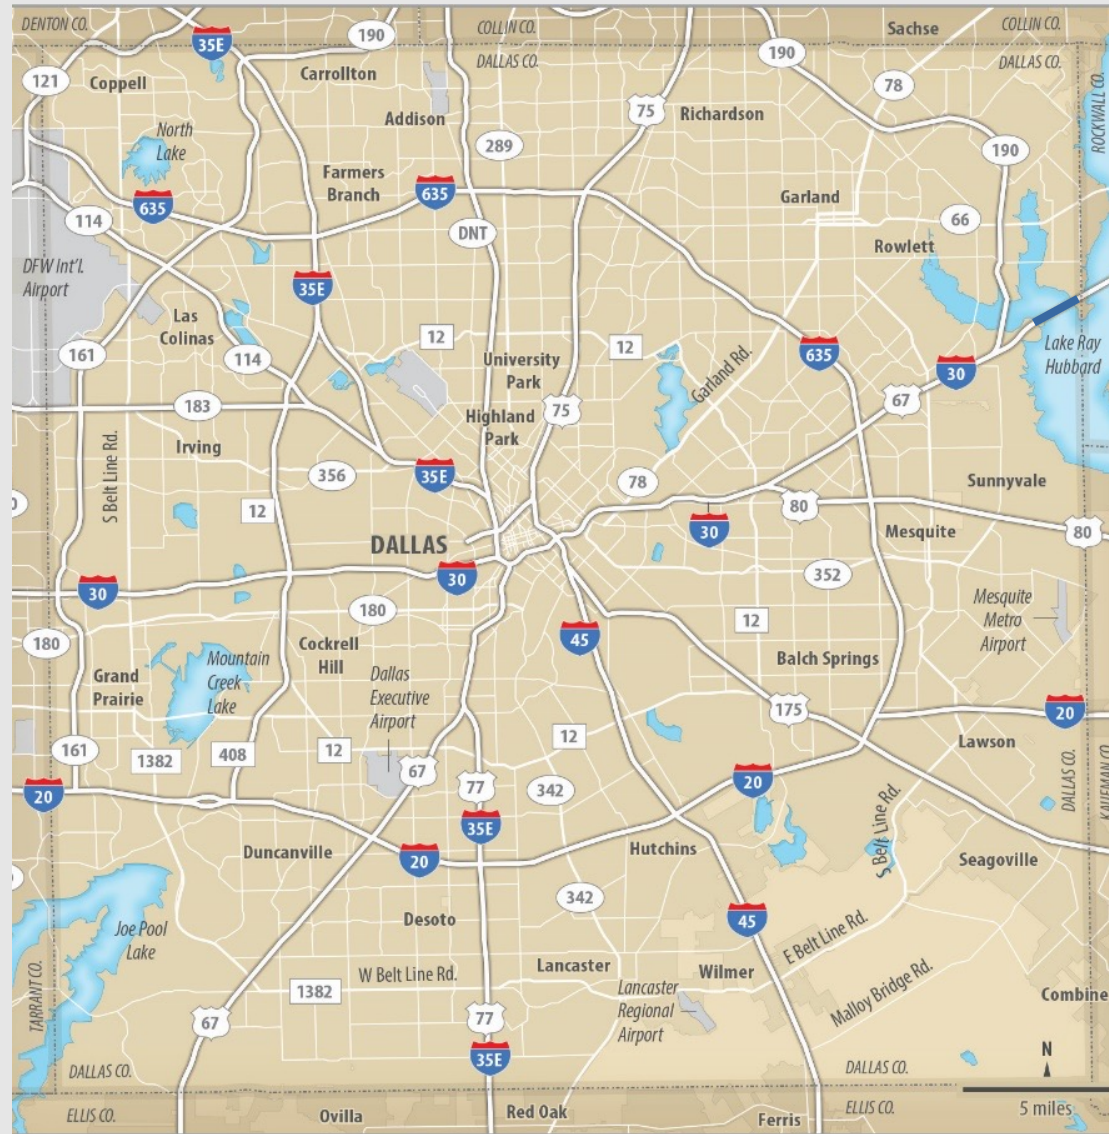 DENTON CO.
35E
190
COLLIN CO.
DALLAS CO.
Sachse
COLLIN CO.
DALLAS CO.
190
121
Coppell
Carrollton
78
ROCKWALL CO.
Addison
75
Richardson
North
Lake
289
190
Farmers
Branch
635
635
Garland
114
66
DNT
Rowlett
DFW Int’l.
Airport
35E
Las
Colinas
12
12
161
114
University
Park
635
Lake Ray
Hubbard
30
Garland Rd.
67
183
Highland
Park
75
S Belt Line Rd.
Irving
356
35E
78
Sunnyvale
12
80
30
Mesquite
80
DALLAS
30
30
352
Mesquite
Metro
Airport
180
12
45
180
Cockrell
Hill
Balch Springs
Grand
Prairie
Mountain
Creek
Lake
Dallas
Executive
Airport
175
20
161
1382
408
12
12
Lawson
67
77
342
20
DALLAS CO.
KAUFMAN CO.
20
35E
S Belt Line Rd.
Duncanville
20
Hutchins
Seagoville
342
Desoto
45
Joe Pool
Lake
E Belt Line Rd.
W Belt Line Rd.
Lancaster
Wilmer
TARRANT CO.
1382
Lancaster
Regional
Airport
Malloy Bridge Rd.
Combine
67
77
35E
N
DALLAS CO.
DALLAS CO.
ELLIS CO.
Ovilla
Red Oak
Ferris
ELLIS CO.
5 miles